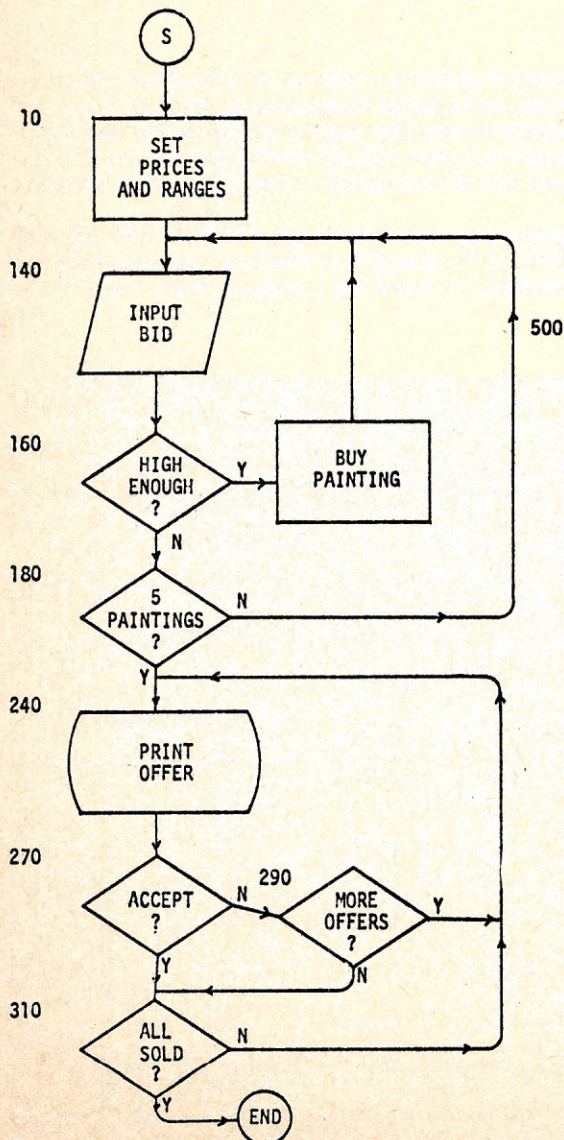 S
10
SET
PRICES
AND RANGES
140
INPUT
BID
500
160
HIGH
ENOUGH
?
Y
BUY
PAINTING
N
180
5
PAINTINGS
?
N
Y
240
PRINT
OFFER
270
ACCEPT
?
N
290
MORE
OFFERS
?
Y
Y
N
310
ALL
SOLD
?
N
Y
END